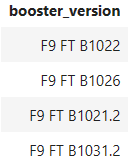 booster_version
F9 FT B1022
F9 FT B1026
F9 FT B1021.2
F9 FT B1031.2